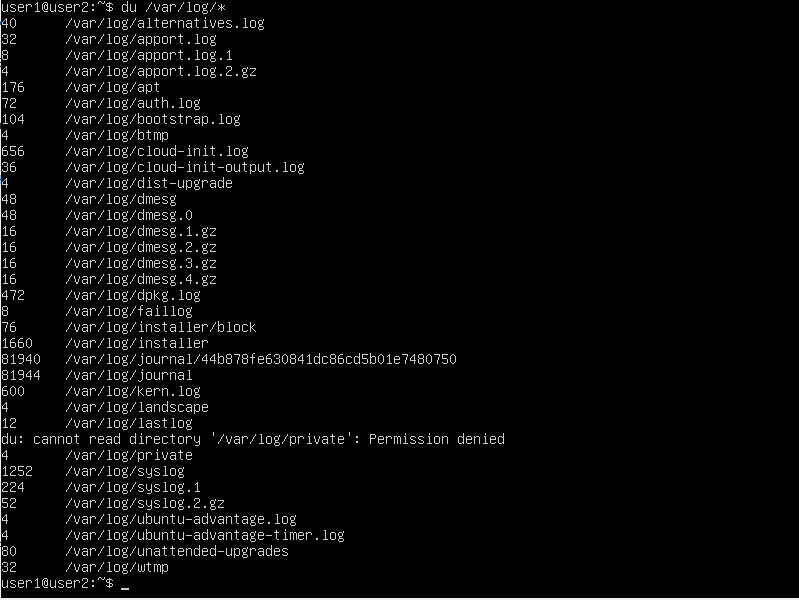 user1@user2:~$ du /var/log/*
40 /var/log/alternatives.log
32 /var/log/apport.log
8 /var/log/apport.log.1
4 /var/log/apport.log.2.gz
176 /var/log/apt
72 /var/log/auth.log
104 /var/log/bootstrap.log
4 /var/log/btmp
656 /var/log/cloud-init.log
36 /var/log/cloud-init-output.log
4 /var/log/dist-upgrade
48 /var/log/dmesg
48 /var/log/dmesg.0
16 /var/log/dmesg.1.gz
16 /var/log/dmesg.2.gz
16 /var/log/dmesg.3.gz
16 /var/log/dmesg.4.gz
472 /var/log/dpkg.log
8 /var/log/faillog
76 /var/log/installer/block
1660 /var/log/installer
81940 /var/log/journal/44b878fe630841dc86cd5b01e7480750
81944 /var/log/journal
600 /var/log/kern.log
4 /var/log/landscape
12 /var/log/lastlog
du: cannot read directory '/var/log/private': Permission denied
4 /var/log/private
1252 /var/log/syslog
224 /var/log/syslog.1
52 /var/log/syslog.2.gz
4 /var/log/ubuntu-advantage.log
4 /var/log/ubuntu-advantage-timer.log
80 /var/log/unattended-upgrades
32 /var/log/wtmp
user1@user2:~$ _